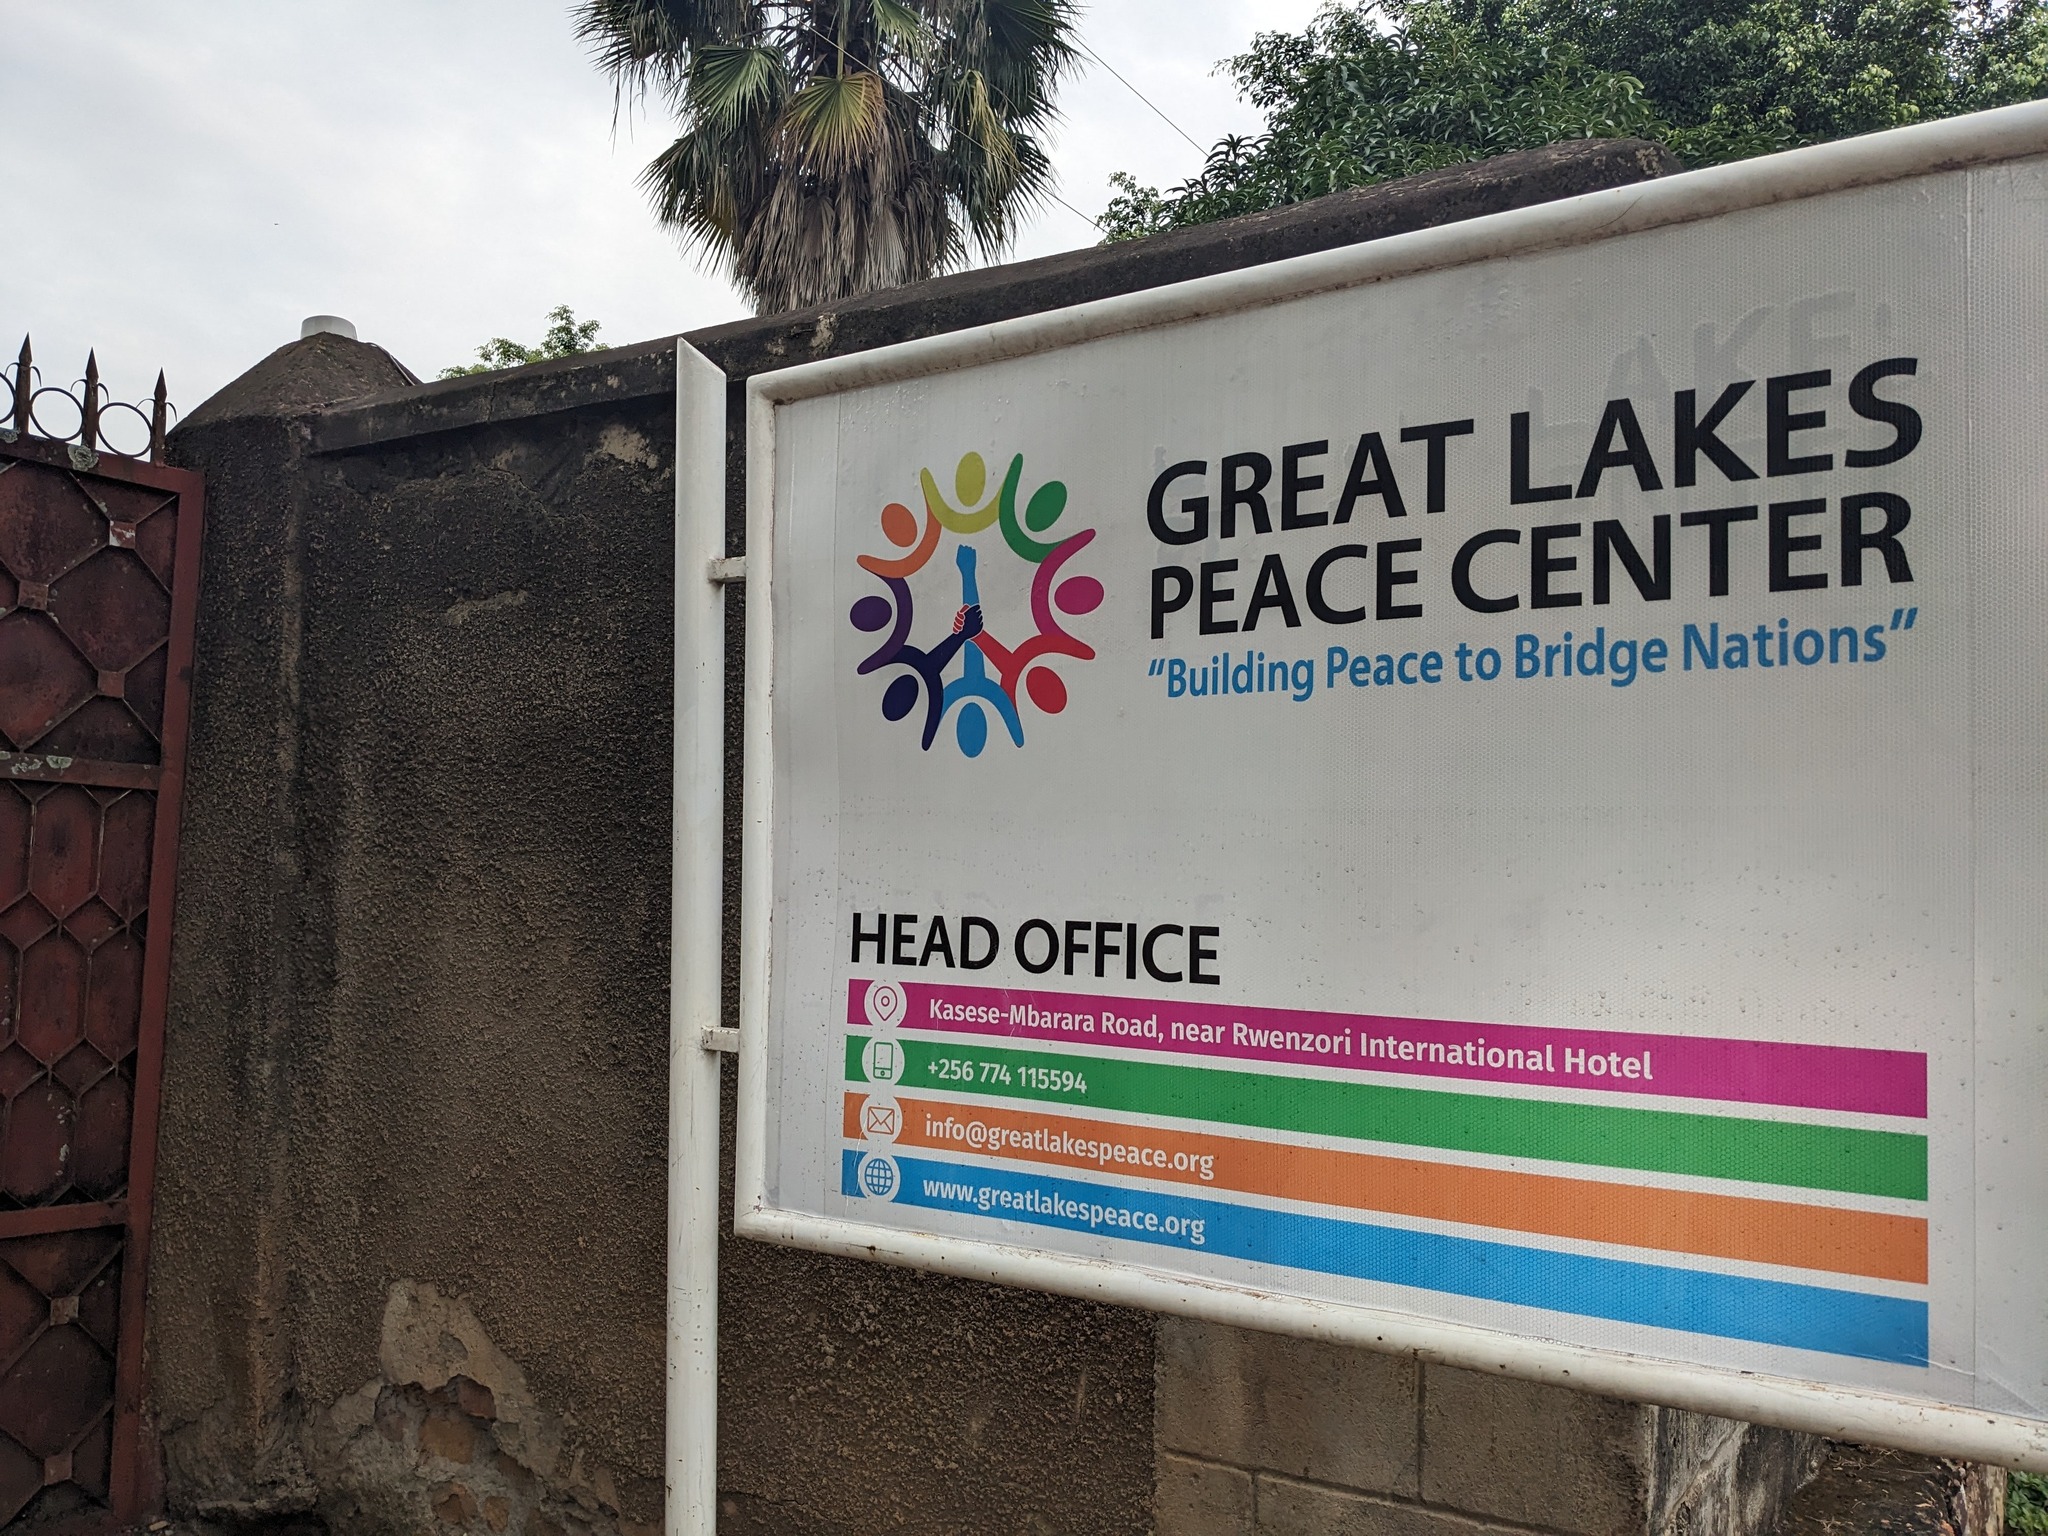 GREAT LAKES
PEACE CENTER
“Building Peace to Bridge Nations”
HEAD OFFICE
Kasese-Mbarara Road, near Rwenzori International Hotel
+256 774 115594
info@greatlakespeace.org
www.greatlakespeace.org